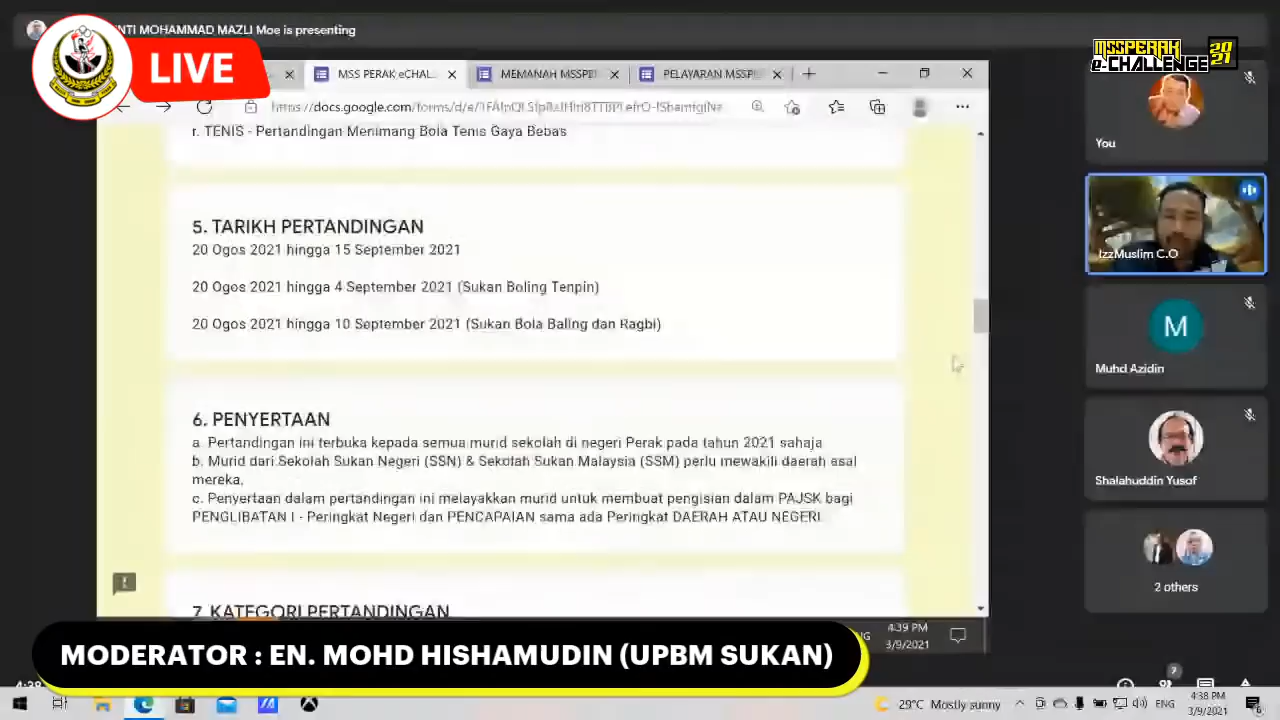 NTI MOHAMMAD MAZLI Moe is presenting
LIVE
MSSPERAK 2021
e-CHALLENGE
MSS PERAK eCHAL
MEMANAH MSSPE
PELAYARAN MSSP
https://docs.google.com/forms/d/e/
r. TENIS - Pertandingan Menimang Bola Tenis Gaya Bebas
5. TARIKH PERTANDINGAN
20 Ogos 2021 hingga 15 September 2021
20 Ogos 2021 hingga 4 September 2021 (Sukan Boling Tenpin)
20 Ogos 2021 hingga 10 September 2021 (Sukan Bola Baling dan Ragbi)
6. PENYERTAAN
a. Pertandingan ini terbuka kepada semua murid sekolah di negeri Perak pada tahun 2021 sahaja
b. Murid dari Sekolah Sukan Negeri (SSN) & Sekolah Sukan Malaysia (SSM) perlu mewakili daerah asal
mereka.
c. Penyertaan dalam pertandingan ini melayakkan murid untuk membuat pengisian dalam PAJSK bagi
PENGLIBATAN I - Peringkat Negeri dan PENCAPAIAN sama ada Peringkat DAERAH ATAU NEGERI
7. KATEGORI PERTANDINGAN
You
IzzMuslim C.O
M
Muhd Azidin
Shalahuddin Yusof
2 others
4:39 PM
3/9/2021
MODERATOR : EN. MOHD HISHAMUDIN (UPBM SUKAN)
7
29°C Mostly sunny
ENG
4:38 PM
3/9/2021